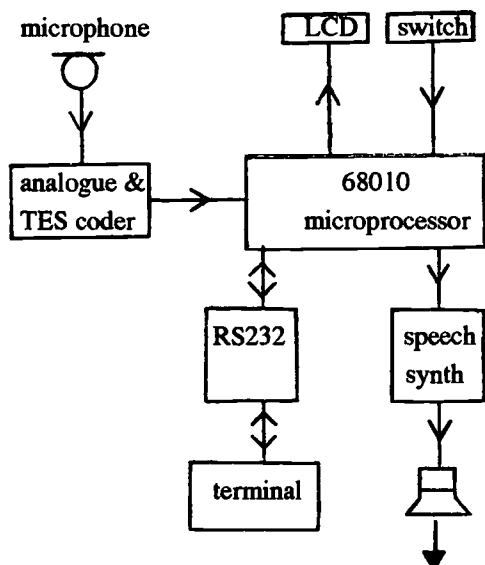 microphone
LCD
switch
analogue &
TES coder
68010
microprocessor
RS232
speech
synth
terminal